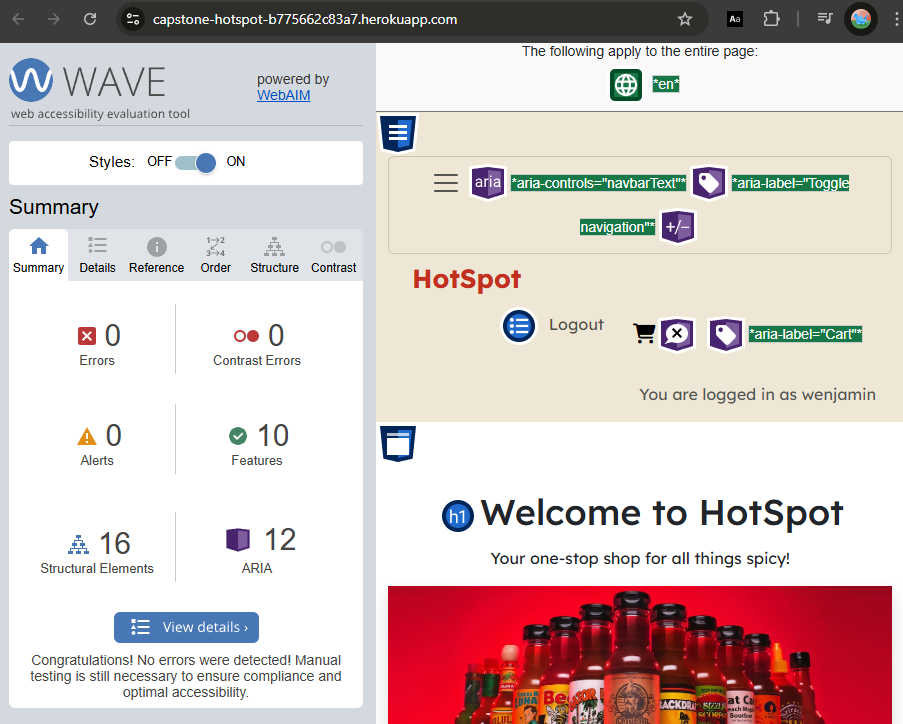 capstone-hotspot-b775662c83a7.herokuapp.com
Aa
WAVE
web accessibility evaluation tool
powered by
WebAIM
Styles: OFF ON
Summary
Summary Details Reference Order Structure Contrast
0 0
Errors Contrast Errors
0 10
Alerts Features
16 12
Structural Elements ARIA
View details ›
Congratulations! No errors were detected! Manual
testing is still necessary to ensure compliance and
optimal accessibility.
The following apply to the entire page:
*en*
aria *aria-controls="navbarText"* *aria-label="Toggle
navigation"* +/-
HotSpot
Logout *aria-label="Cart"*
You are logged in as wenjamin
h1 Welcome to HotSpot
Your one-stop shop for all things spicy!